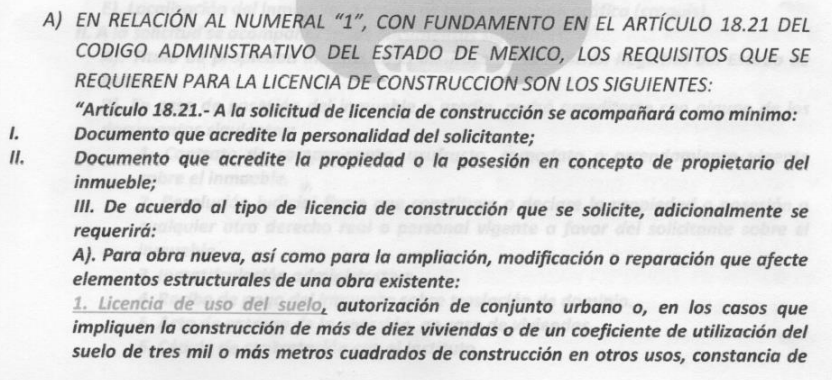 A) EN RELACIÓN AL NUMERAL "1", CON FUNDAMENTO EN EL ARTÍCULO 18.21 DEL
CODIGO ADMINISTRATIVO DEL ESTADO DE MEXICO, LOS REQUISITOS QUE SE
REQUIEREN PARA LA LICENCIA DE CONSTRUCCION SON LOS SIGUIENTES:
"Artículo 18.21.- A la solicitud de licencia de construcción se acompañará como mínimo:
I. Documento que acredite la personalidad del solicitante;
II. Documento que acredite la propiedad o la posesión en concepto de propietario del
inmueble;
III. De acuerdo al tipo de licencia de construcción que se solicite, adicionalmente se
requerirá:
A). Para obra nueva, así como para la ampliación, modificación o reparación que afecte
elementos estructurales de una obra existente:
1. Licencia de uso del suelo, autorización de conjunto urbano o, en los casos que
impliquen la construcción de más de diez viviendas o de un coeficiente de utilización del
suelo de tres mil o más metros cuadrados de construcción en otros usos, constancia de